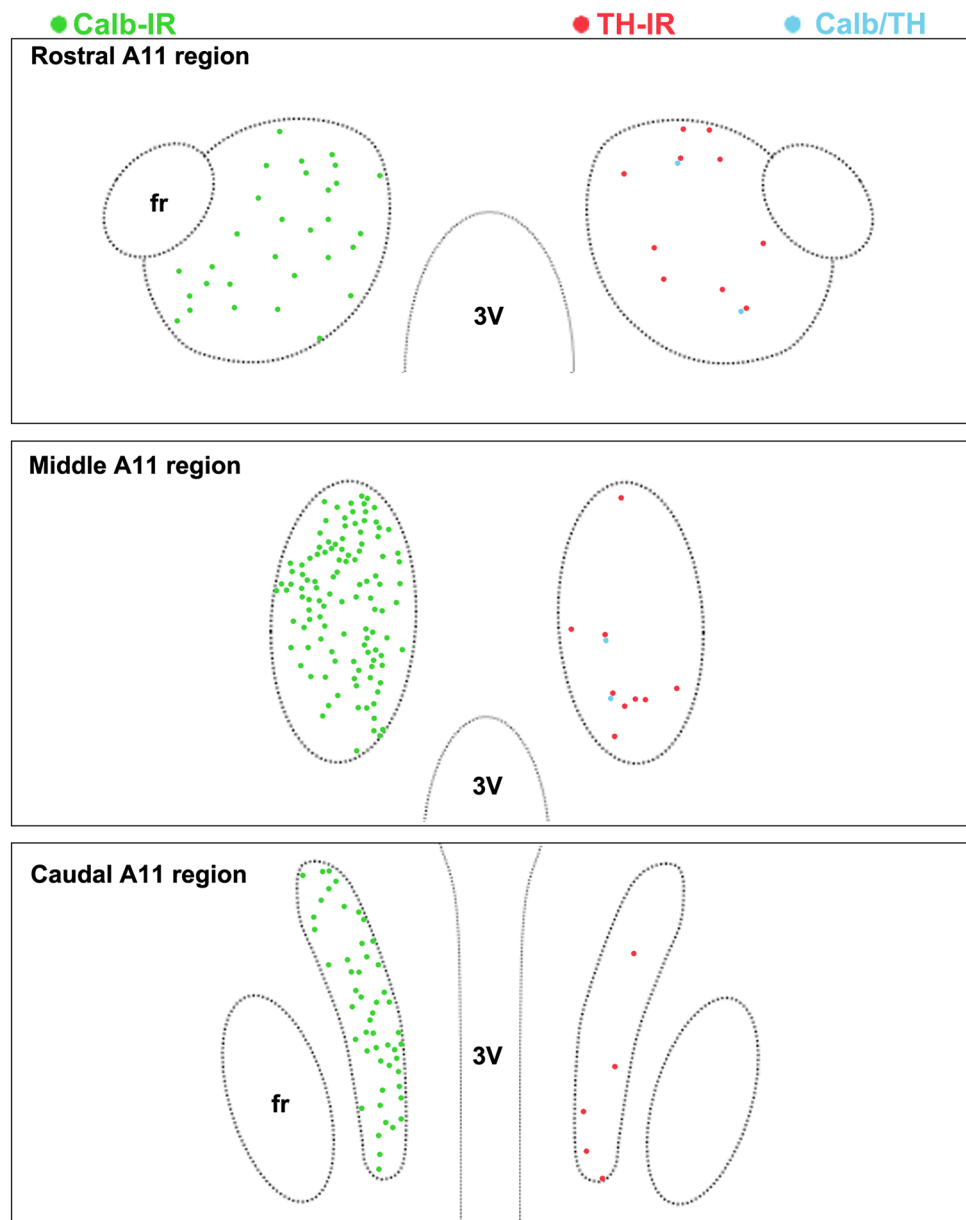 Calb-IR TH-IR Calb/TH
Rostral A11 region
fr
3V
Middle A11 region
3V
Caudal A11 region
3V
fr